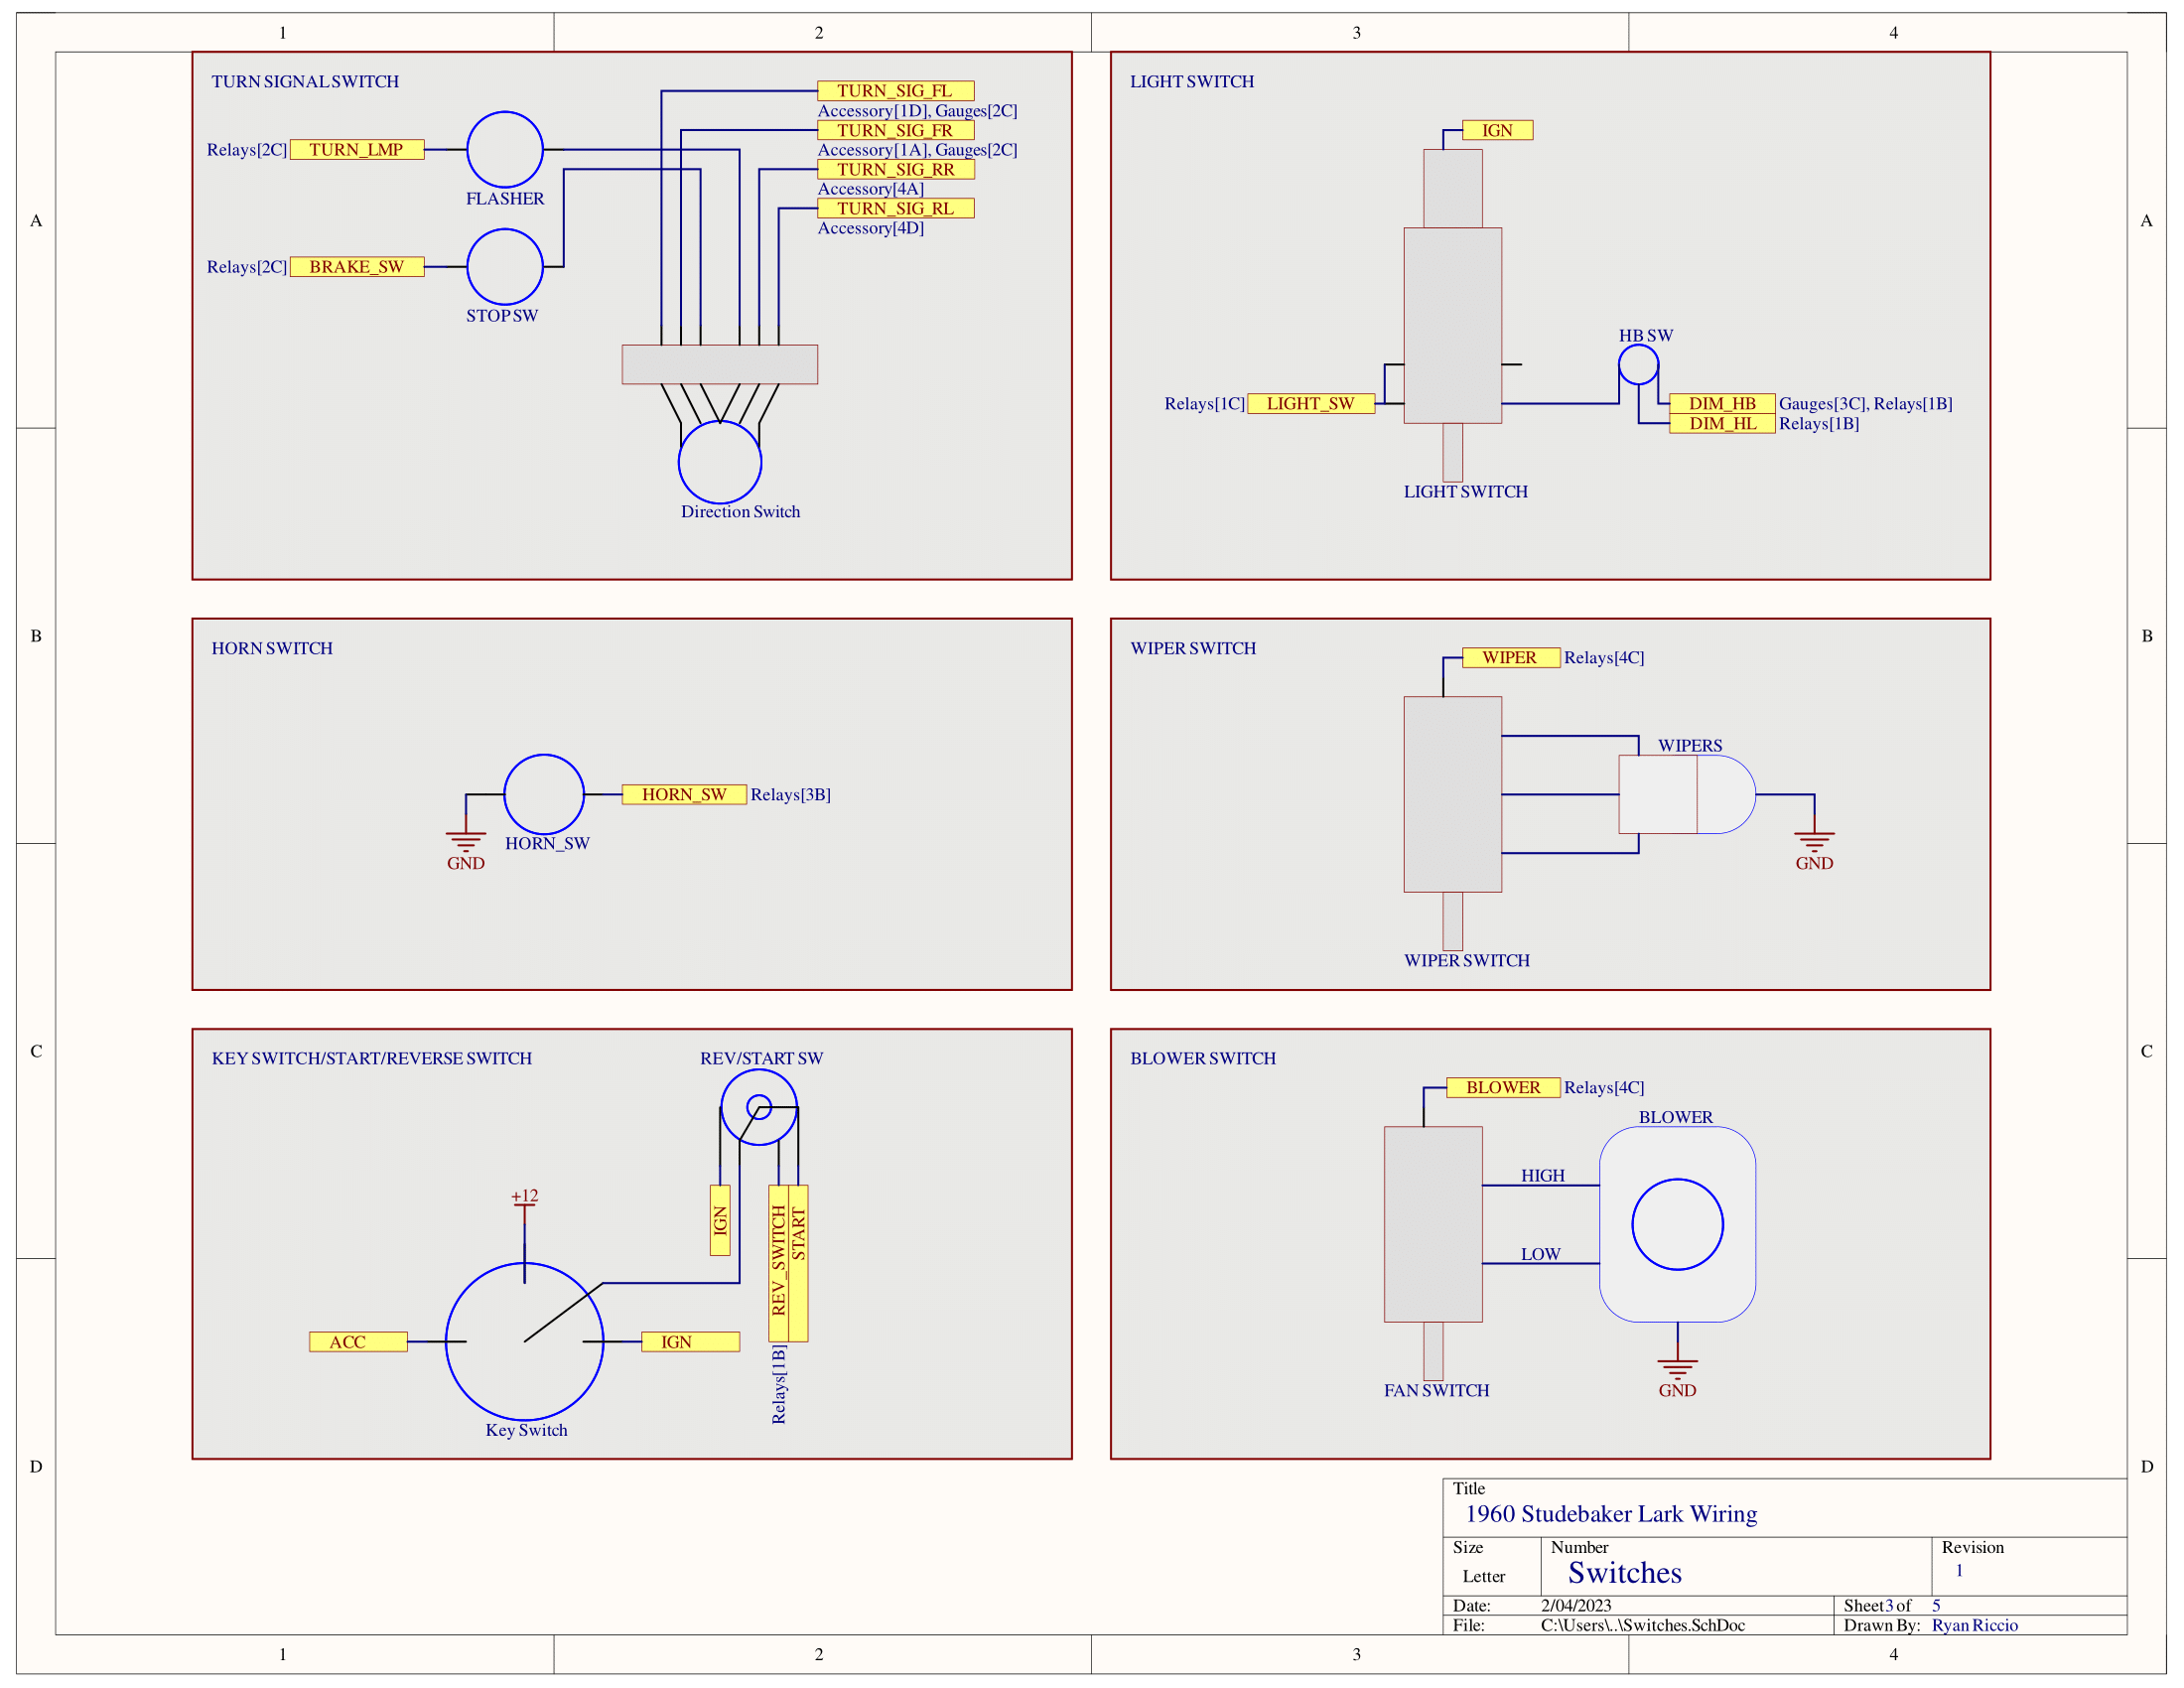 1 2 3 4
A
B
C
D
A
B
C
D
TURN SIGNAL SWITCH
TURN_SIG_FL
Accessory[1D], Gauges[2C]
TURN_SIG_FR
Accessory[1A], Gauges[2C]
TURN_SIG_RR
Accessory[4A]
TURN_SIG_RL
Accessory[4D]
Relays[2C] TURN_LMP
FLASHER
Relays[2C] BRAKE_SW
STOP SW
Direction Switch
LIGHT SWITCH
IGN
HB SW
Relays[1C] LIGHT_SW
DIM_HB Gauges[3C], Relays[1B]
DIM_HL Relays[1B]
LIGHT SWITCH
HORN SWITCH
HORN_SW Relays[3B]
HORN_SW
GND
WIPER SWITCH
WIPER Relays[4C]
WIPERS
GND
WIPER SWITCH
KEY SWITCH/START/REVERSE SWITCH
REV/START SW
+12
IGN
REV_SWITCH
START
Relays[1B]
ACC
IGN
Key Switch
BLOWER SWITCH
BLOWER Relays[4C]
BLOWER
HIGH
LOW
FAN SWITCH
GND
Title
1960 Studebaker Lark Wiring
Size Number Revision
Letter Switches 1
Date: 2/04/2023 Sheet 3 of 5
File: C:\Users\..\Switches.SchDoc Drawn By: Ryan Riccio
1 2 3 4